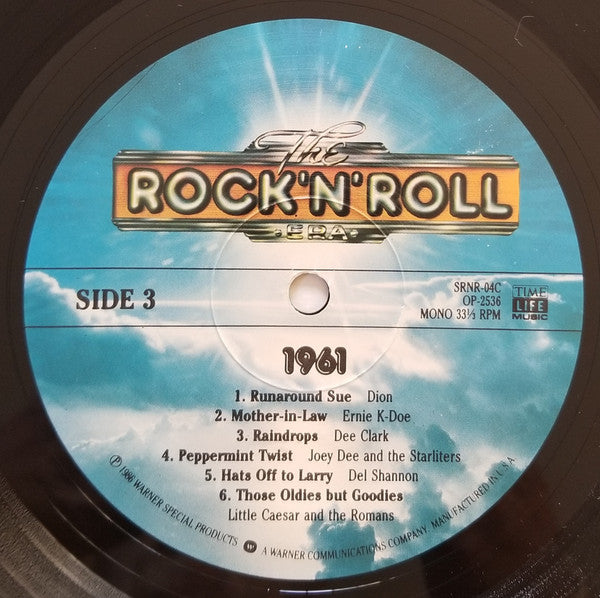 The
ROCK'N'ROLL
·ERA·
SIDE 3
SRNR-04C
OP-2536
MONO 33⅓ RPM
TIME
LIFE
MUSIC
1961
1. Runaround Sue Dion
2. Mother-in-Law Ernie K-Doe
3. Raindrops Dee Clark
4. Peppermint Twist Joey Dee and the Starliters
5. Hats Off to Larry Del Shannon
6. Those Oldies but Goodies
Little Caesar and the Romans
℗ 1986 WARNER SPECIAL PRODUCTS W A WARNER COMMUNICATIONS COMPANY. MANUFACTURED IN U S A